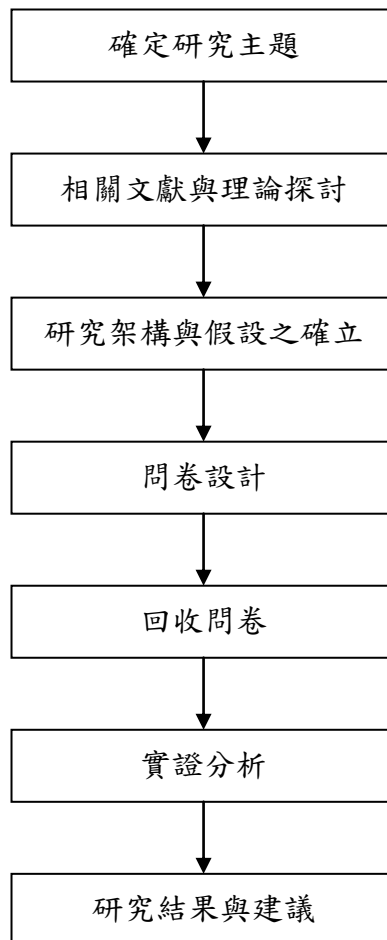 確定研究主題
相關文獻與理論探討
研究架構與假設之確立
問卷設計
回收問卷
實證分析
研究結果與建議